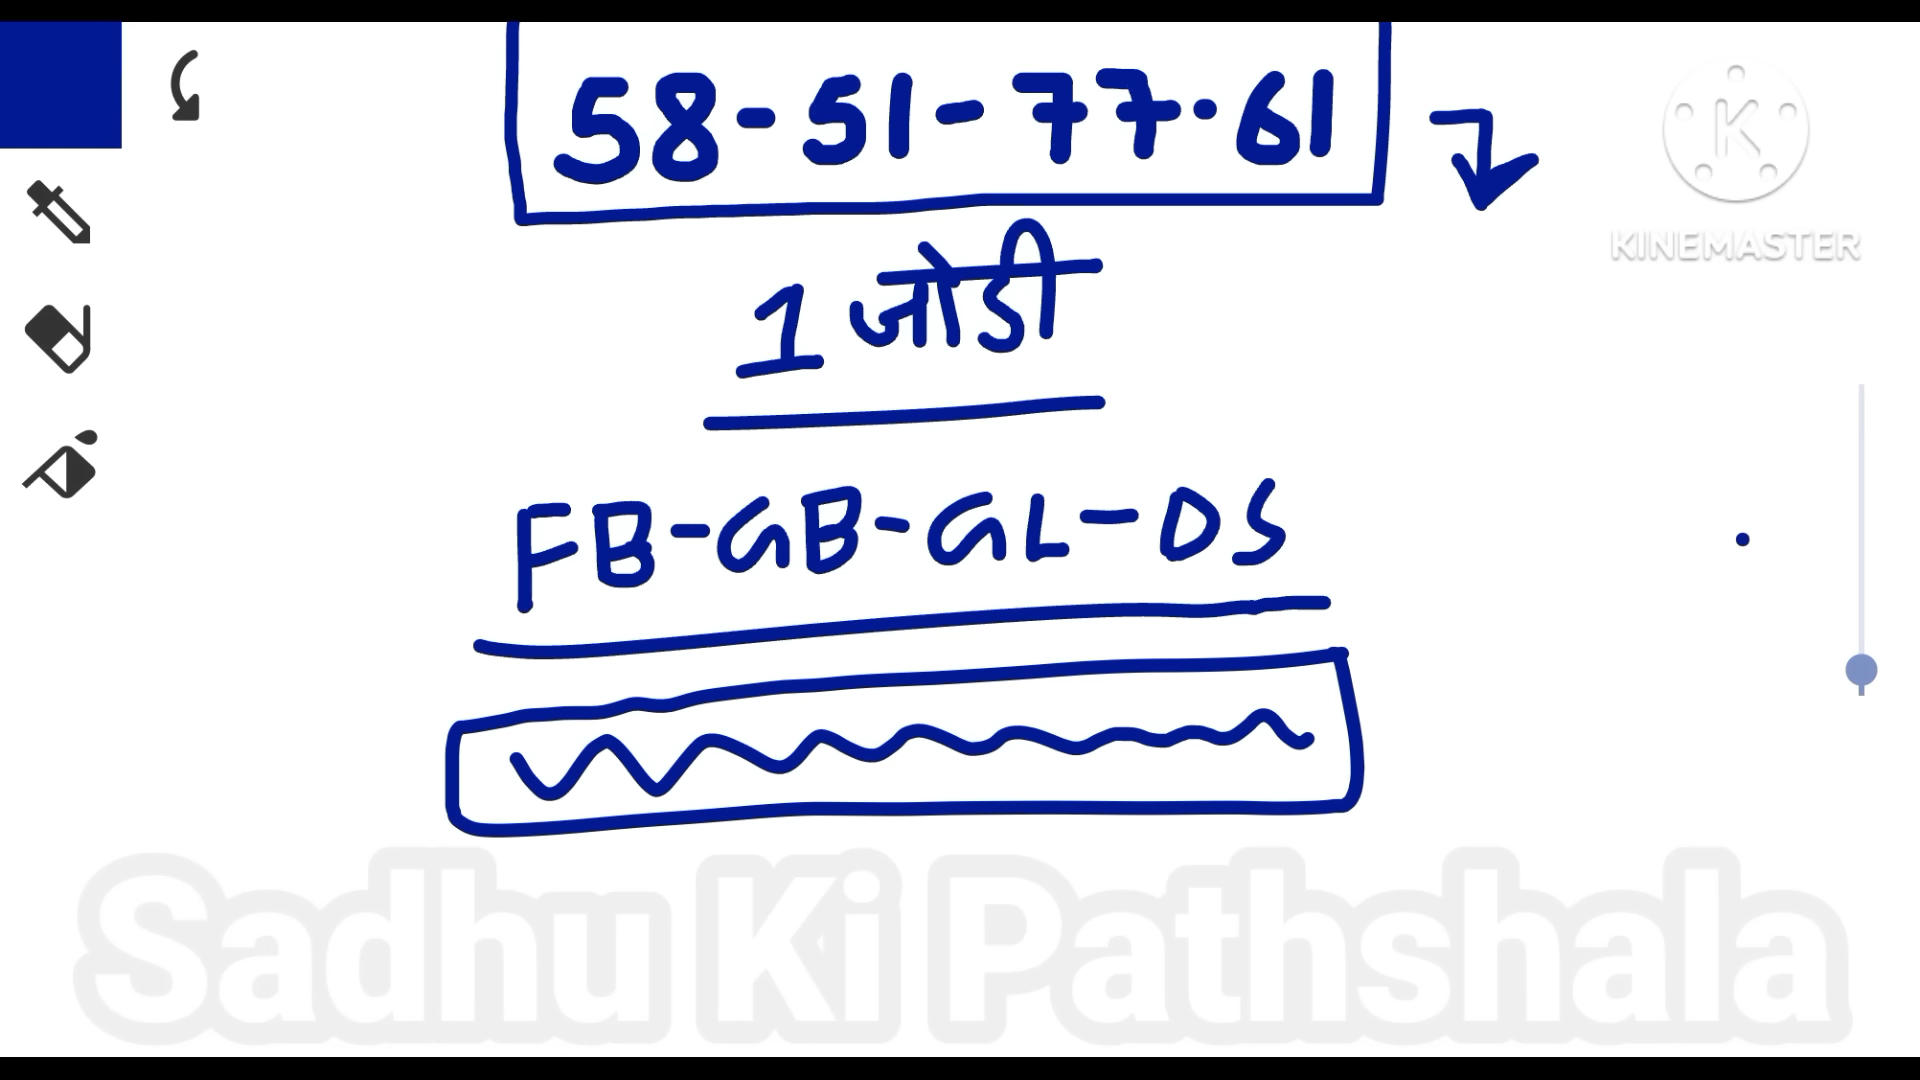 58-51-77.61
K
KINEMASTER
1 जोडी
FB-GB-GL-DS
Sadhu Ki Pathshala